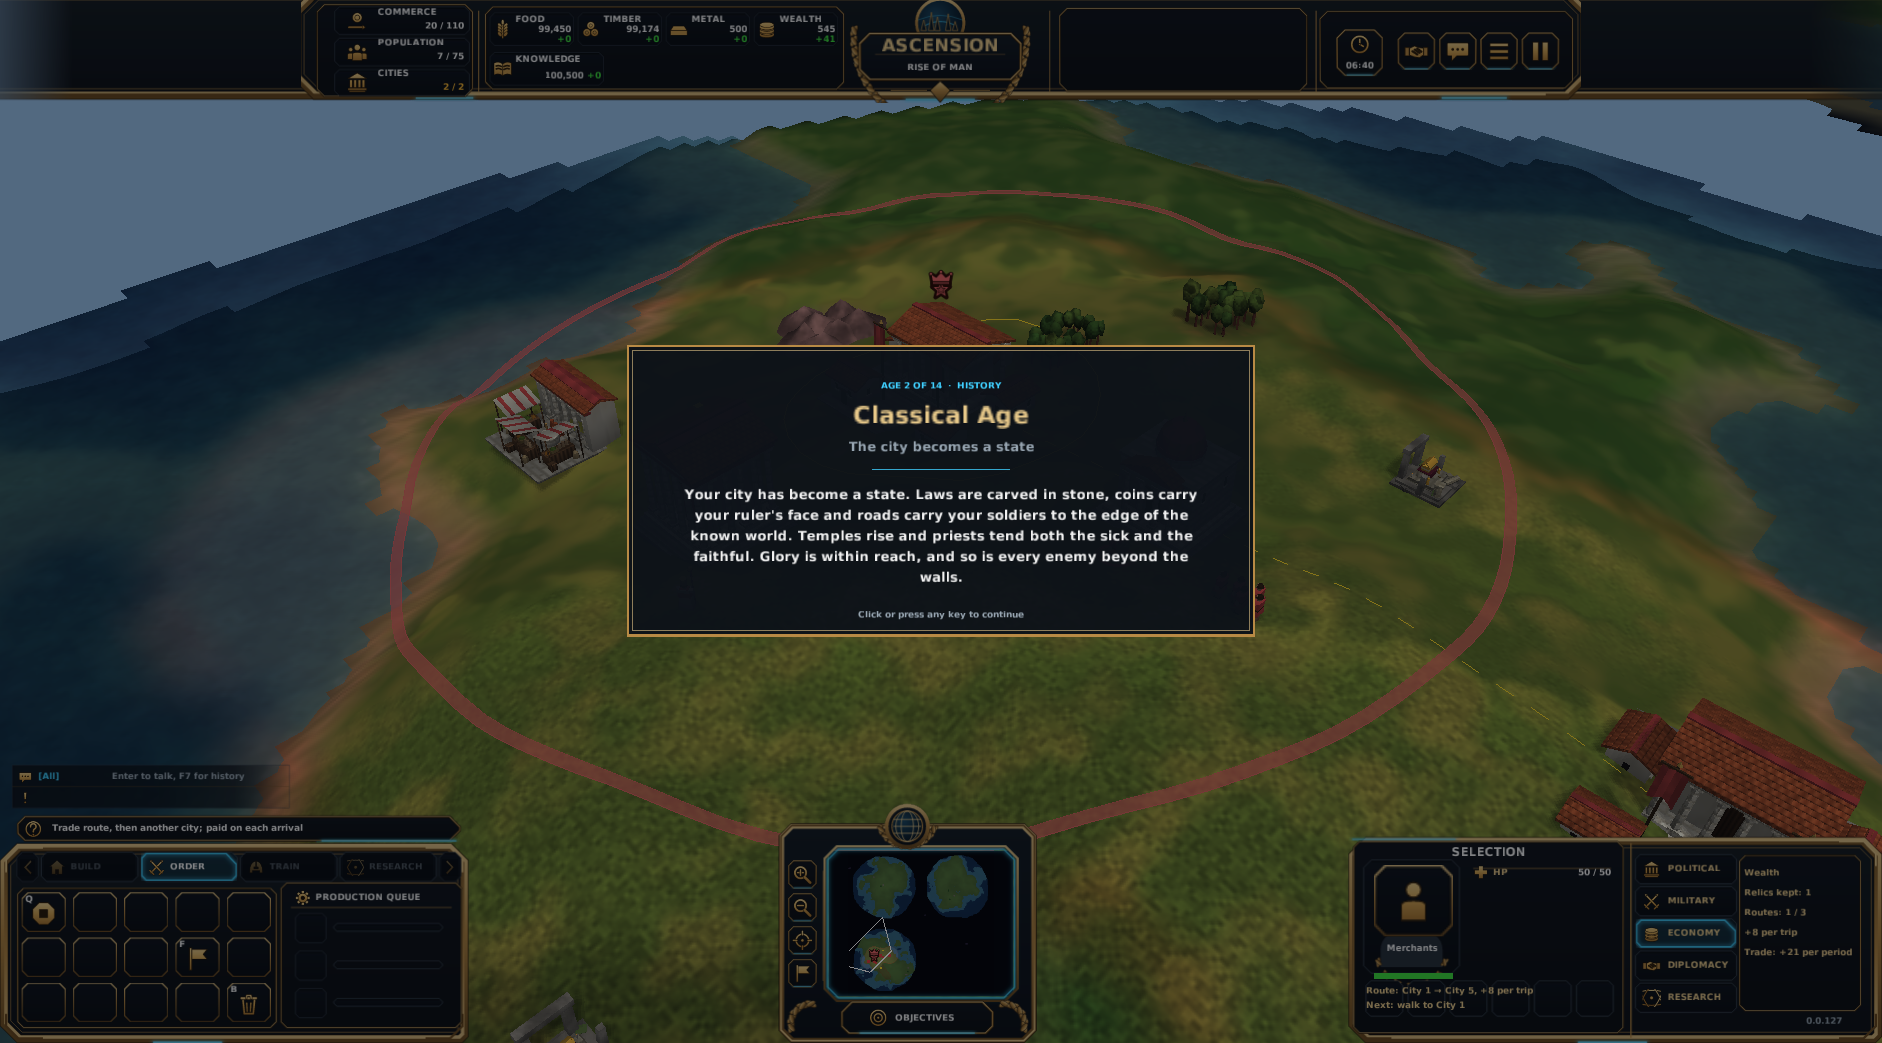 COMMERCE
20 / 110
POPULATION
7 / 75
CITIES
2 / 2
FOOD
99,450
+0
TIMBER
99,174
+0
METAL
500
+0
WEALTH
545
+41
KNOWLEDGE
100,500 +0
ASCENSION
RISE OF MAN
06:40
AGE 2 OF 14 · HISTORY
Classical Age
The city becomes a state
Your city has become a state. Laws are carved in stone, coins carry
your ruler's face and roads carry your soldiers to the edge of the
known world. Temples rise and priests tend both the sick and the
faithful. Glory is within reach, and so is every enemy beyond the
walls.
Click or press any key to continue
[All] Enter to talk, F7 for history
!
Trade route, then another city; paid on each arrival
BUILD
ORDER
TRAIN
RESEARCH
Q
F
B
PRODUCTION QUEUE
OBJECTIVES
SELECTION
HP 50 / 50
Merchants
Route: City 1 → City 5, +8 per trip
Next: walk to City 1
POLITICAL
MILITARY
ECONOMY
DIPLOMACY
RESEARCH
Wealth
Relics kept: 1
Routes: 1 / 3
+8 per trip
Trade: +21 per period
0.0.127